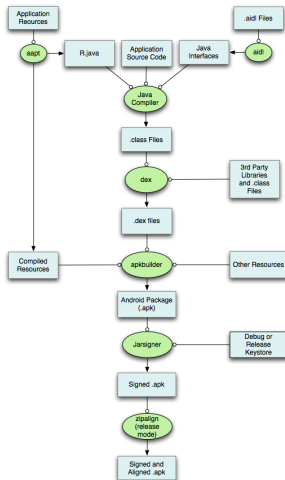 Application
Reources
.aidl Files
aapt
R.java
Application
Source Code
Java
Interfaces
aidl
Java
Compiler
.class Files
dex
3rd Party
Libraries
and .class
Files
.dex files
Compiled
Resources
apkbuilder
Other Resources
Android Package
(.apk)
Jarsigner
Debug or
Release
Keystore
Signed .apk
zipalign
(release
mode)
Signed and
Aligned .apk